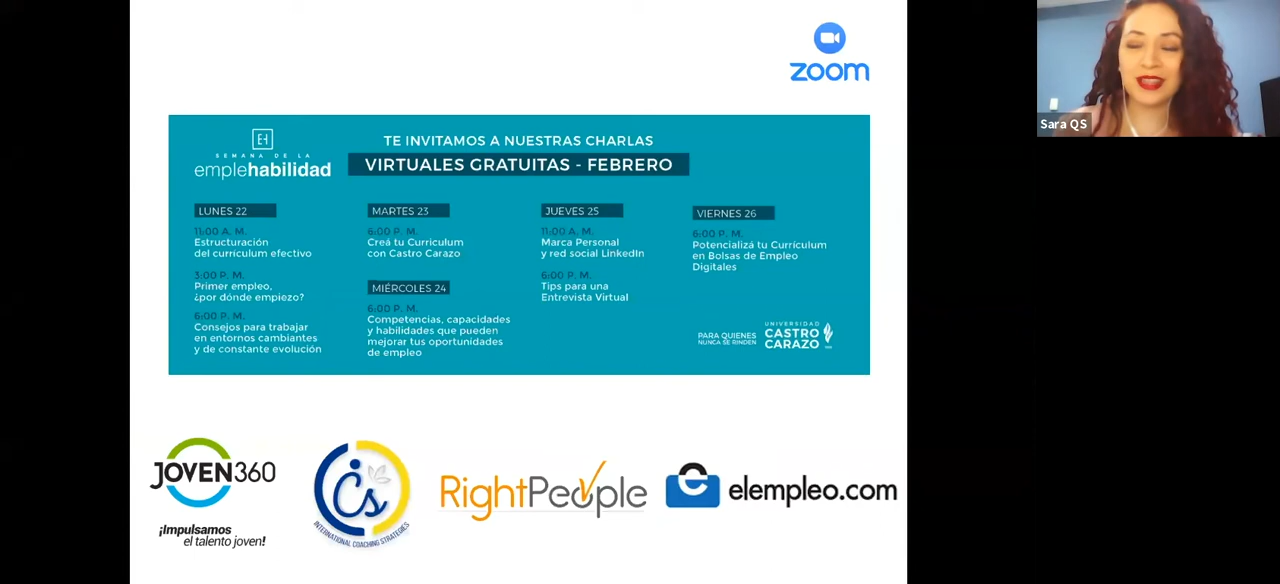 zoom
Sara QS
EH
SEMANA DE LA
emplehabilidad
TE INVITAMOS A NUESTRAS CHARLAS
VIRTUALES GRATUITAS - FEBRERO
LUNES 22
11:00 A. M.
Estructuración
del currículum efectivo
3:00 P. M.
Primer empleo,
¿por dónde empiezo?
6:00 P. M.
Consejos para trabajar
en entornos cambiantes
y de constante evolución
MARTES 23
6:00 P. M.
Creá tu Curriculum
con Castro Carazo
MIÉRCOLES 24
6:00 P. M.
Competencias, capacidades
y habilidades que pueden
mejorar tus oportunidades
de empleo
JUEVES 25
11:00 A. M.
Marca Personal
y red social LinkedIn
6:00 P. M.
Tips para una
Entrevista Virtual
VIERNES 26
6:00 P. M.
Potencializá tu Currículum
en Bolsas de Empleo
Digitales
PARA QUIENES
NUNCA SE RINDEN
UNIVERSIDAD
CASTRO
CARAZO
JOVEN360
¡Impulsamos
el talento joven!
ics
INTERNATIONAL COACHING STRATEGIES
RightPeople
e
elempleo.com